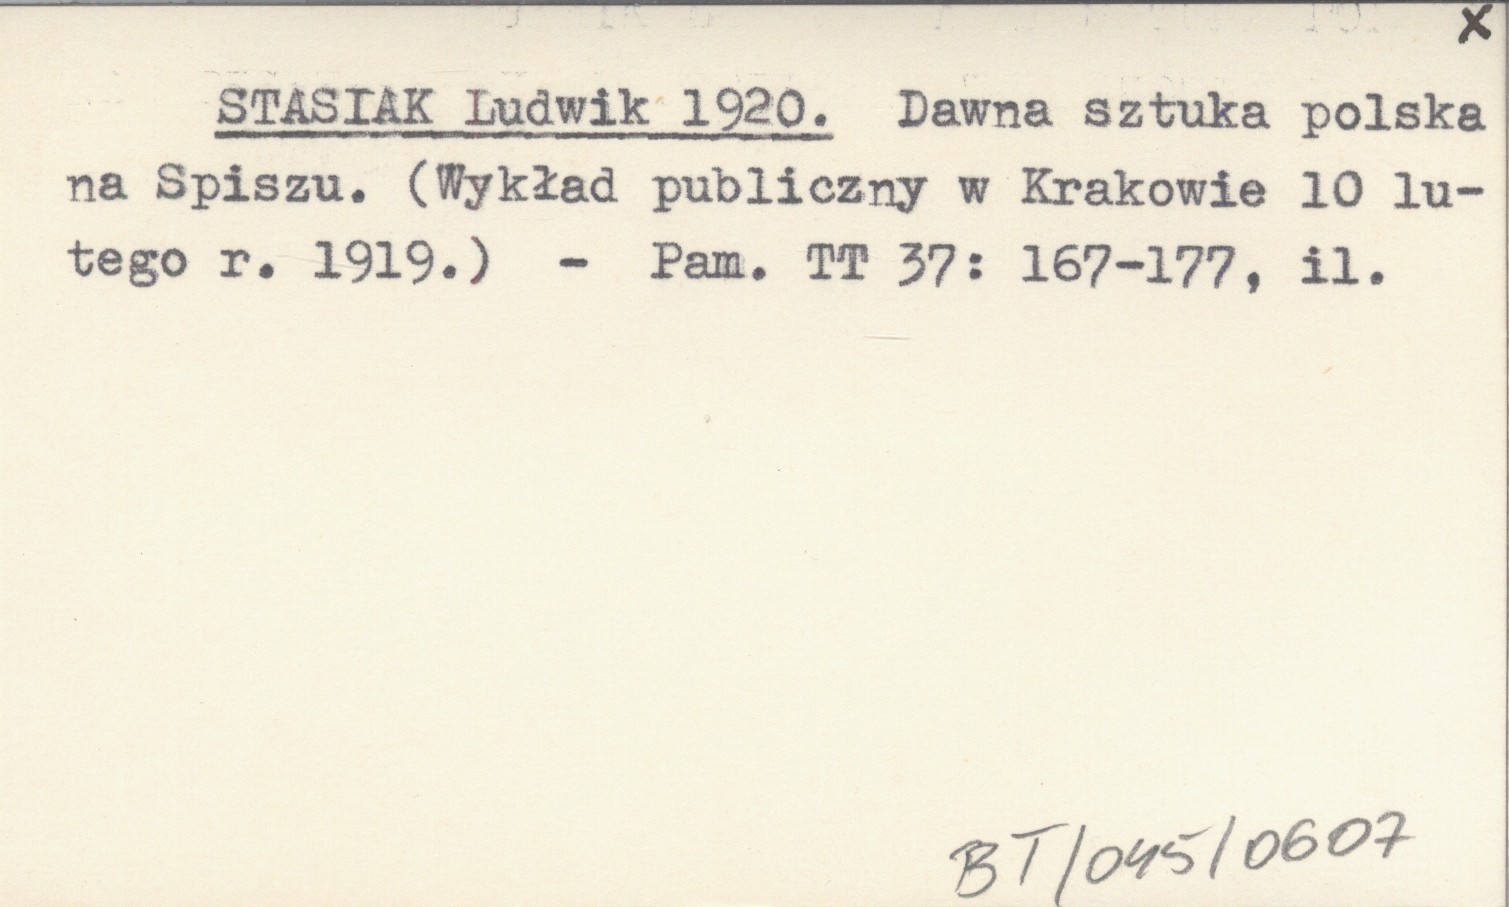 x
STASIAK Ludwik 1920. Dawna sztuka polska
na Spiszu. (Wykład publiczny w Krakowie 10 lu-
tego r. 1919.) - Pam. TT 37: 167-177, il.
BT/045/0607